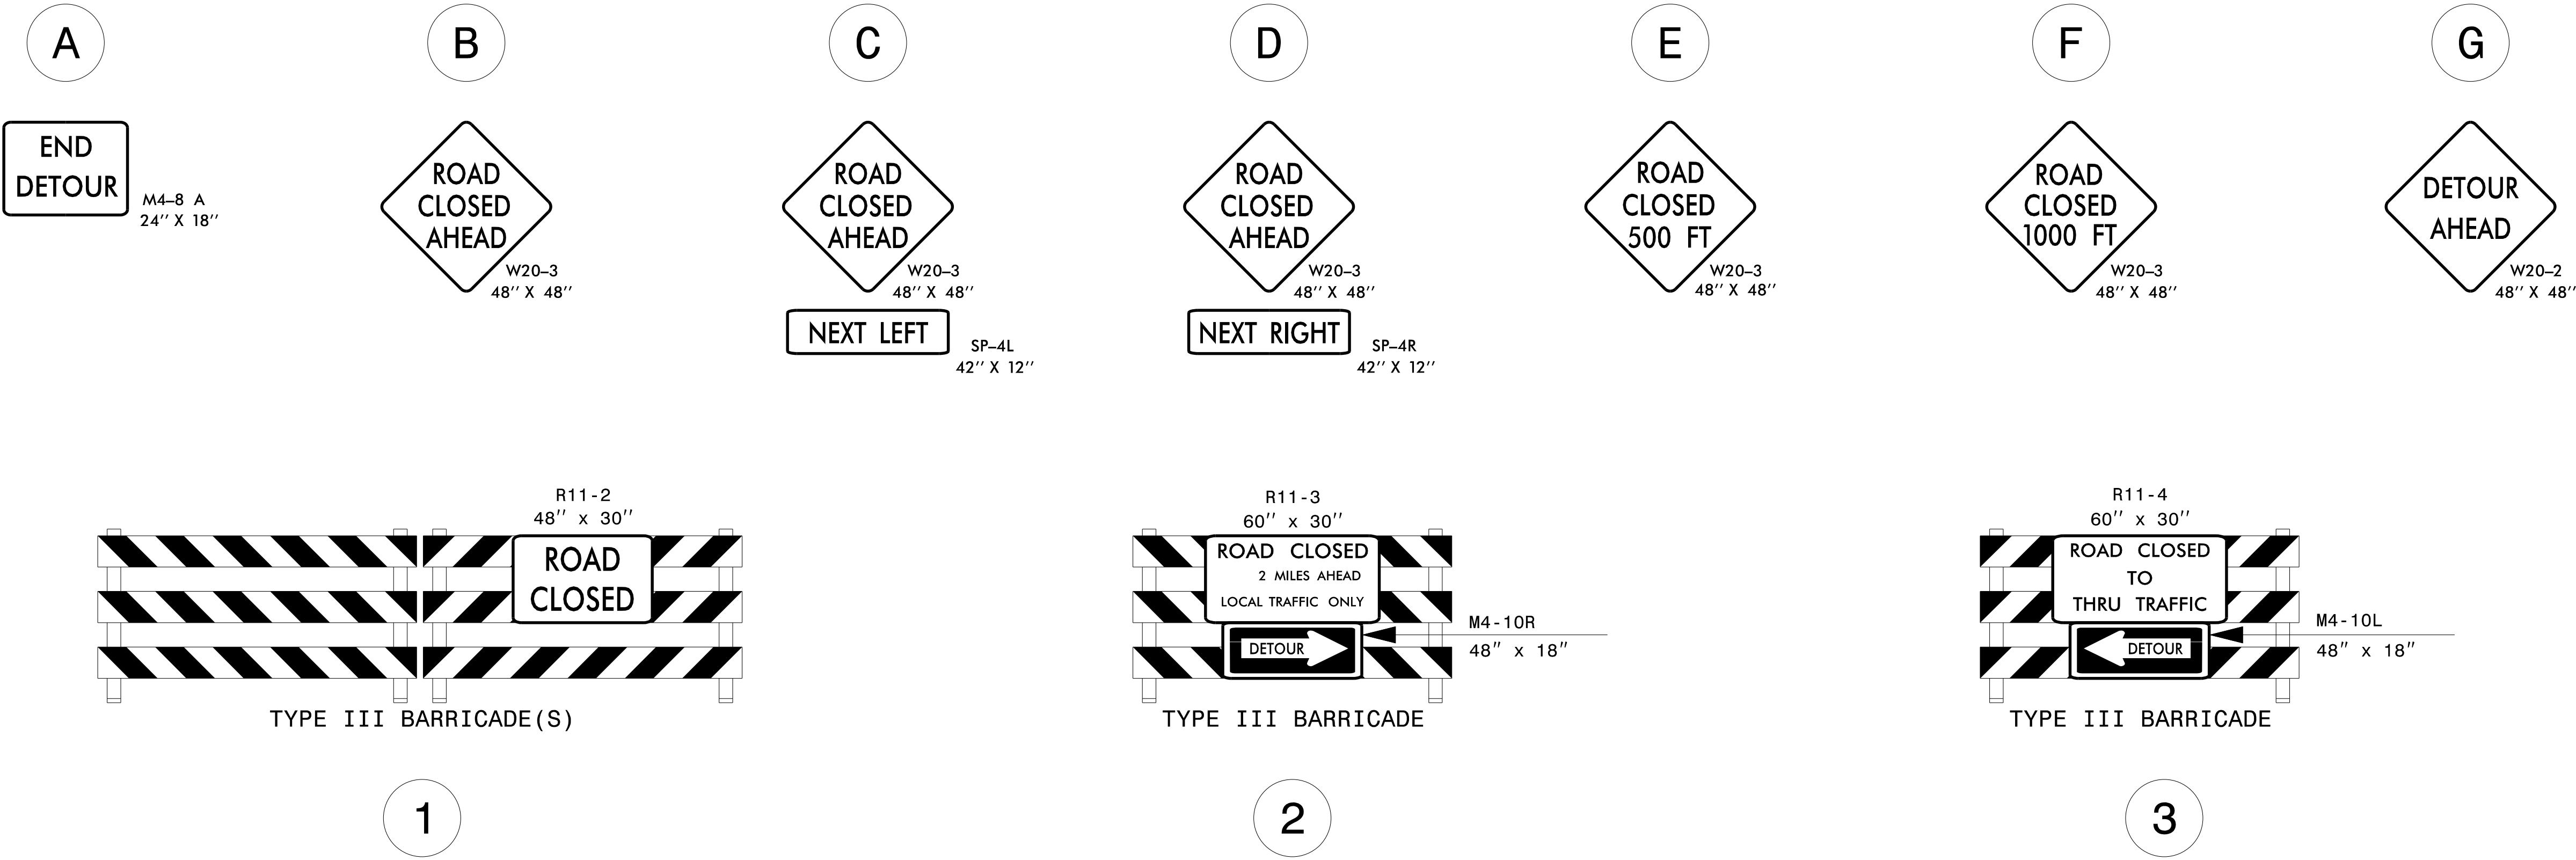 A
B
C
D
E
F
G
END
DETOUR
M4–8 A
24'' X 18''
ROAD
CLOSED
AHEAD
W20–3
48'' X 48''
ROAD
CLOSED
AHEAD
W20–3
48'' X 48''
NEXT LEFT
SP–4L
42'' X 12''
ROAD
CLOSED
AHEAD
W20–3
48'' X 48''
NEXT RIGHT
SP–4R
42'' X 12''
ROAD
CLOSED
500 FT
W20–3
48'' X 48''
ROAD
CLOSED
1000 FT
W20–3
48'' X 48''
DETOUR
AHEAD
W20–2
48'' X 48''
R11-2
48'' x 30''
ROAD
CLOSED
TYPE III BARRICADE(S)
1
R11-3
60'' x 30''
ROAD CLOSED
2 MILES AHEAD
LOCAL TRAFFIC ONLY
DETOUR
M4-10R
48" x 18"
TYPE III BARRICADE
2
R11-4
60'' x 30''
ROAD CLOSED
TO
THRU TRAFFIC
DETOUR
M4-10L
48" x 18"
TYPE III BARRICADE
3